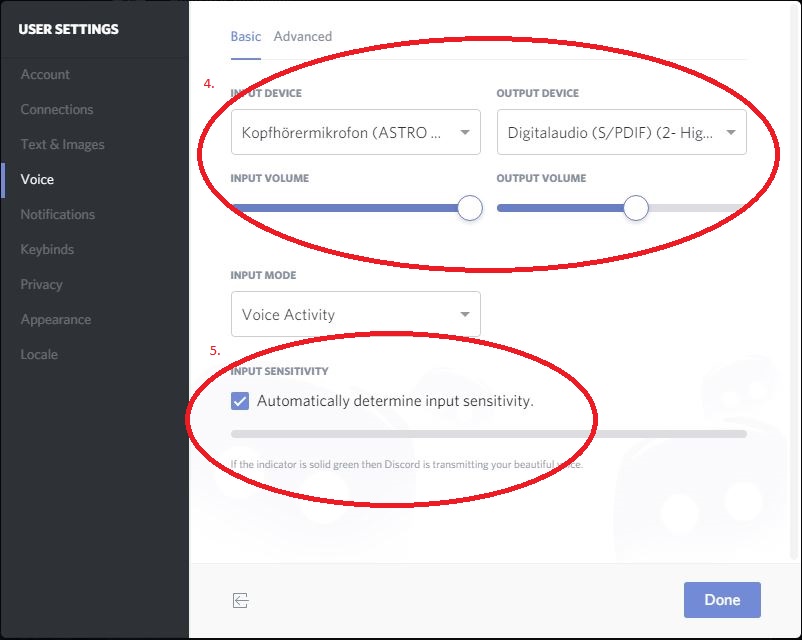 USER SETTINGS
Account
Connections
Text & Images
Voice
Notifications
Keybinds
Privacy
Appearance
Locale
Basic Advanced
4.
INPUT DEVICE OUTPUT DEVICE
Kopfhörermikrofon (ASTRO ... Digitalaudio (S/PDIF) (2- Hig...
INPUT VOLUME OUTPUT VOLUME
INPUT MODE
Voice Activity
5.
INPUT SENSITIVITY
Automatically determine input sensitivity.
If the indicator is solid green then Discord is transmitting your beautiful voice.
Done